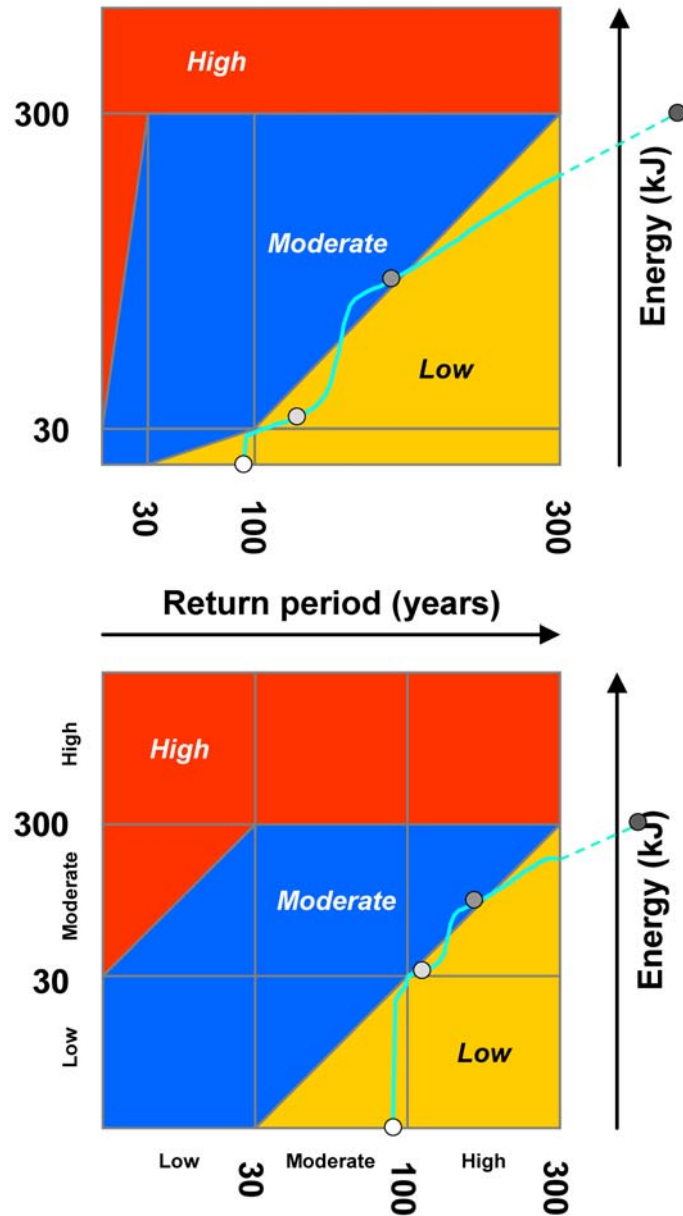 High
300
Moderate
Low
30
Energy (kJ)
30
100
300
Return period (years)
High
High
300
Moderate
Moderate
30
Low
Low
Energy (kJ)
Low
30
Moderate
100
High
300